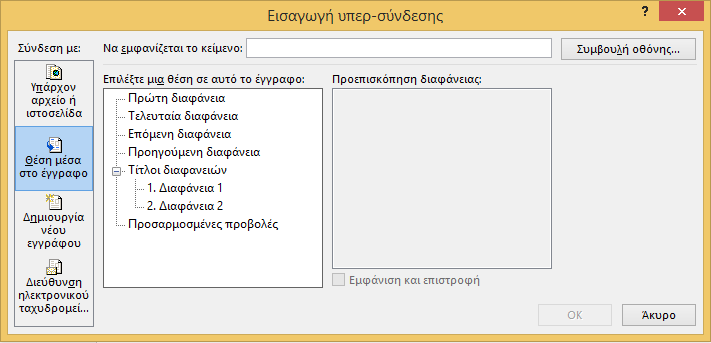 Εισαγωγή υπερ-σύνδεσης
?
Σύνδεση με:
Να εμφανίζεται το κείμενο:
Συμβουλή οθόνης...
Υπάρχον
αρχείο ή
ιστοσελίδα
Θέση μέσα
στο έγγραφο
Δημιουργία
νέου
εγγράφου
Διεύθυνση
ηλεκτρονικού
ταχυδρομεί...
Επιλέξτε μια θέση σε αυτό το έγγραφο:
Πρώτη διαφάνεια
Τελευταία διαφάνεια
Επόμενη διαφάνεια
Προηγούμενη διαφάνεια
Τίτλοι διαφανειών
1. Διαφάνεια 1
2. Διαφάνεια 2
Προσαρμοσμένες προβολές
Προεπισκόπηση διαφάνειας:
Εμφάνιση και επιστροφή
OK
Άκυρο